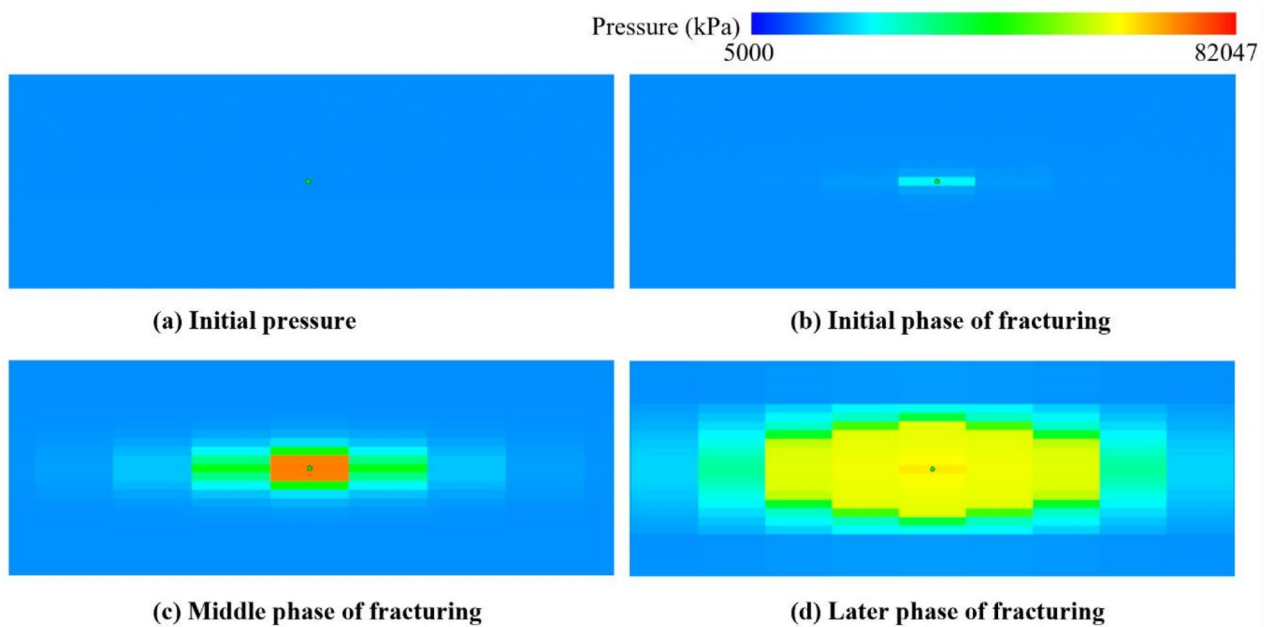 Pressure (kPa)
5000 82047
(a) Initial pressure
(b) Initial phase of fracturing
(c) Middle phase of fracturing
(d) Later phase of fracturing